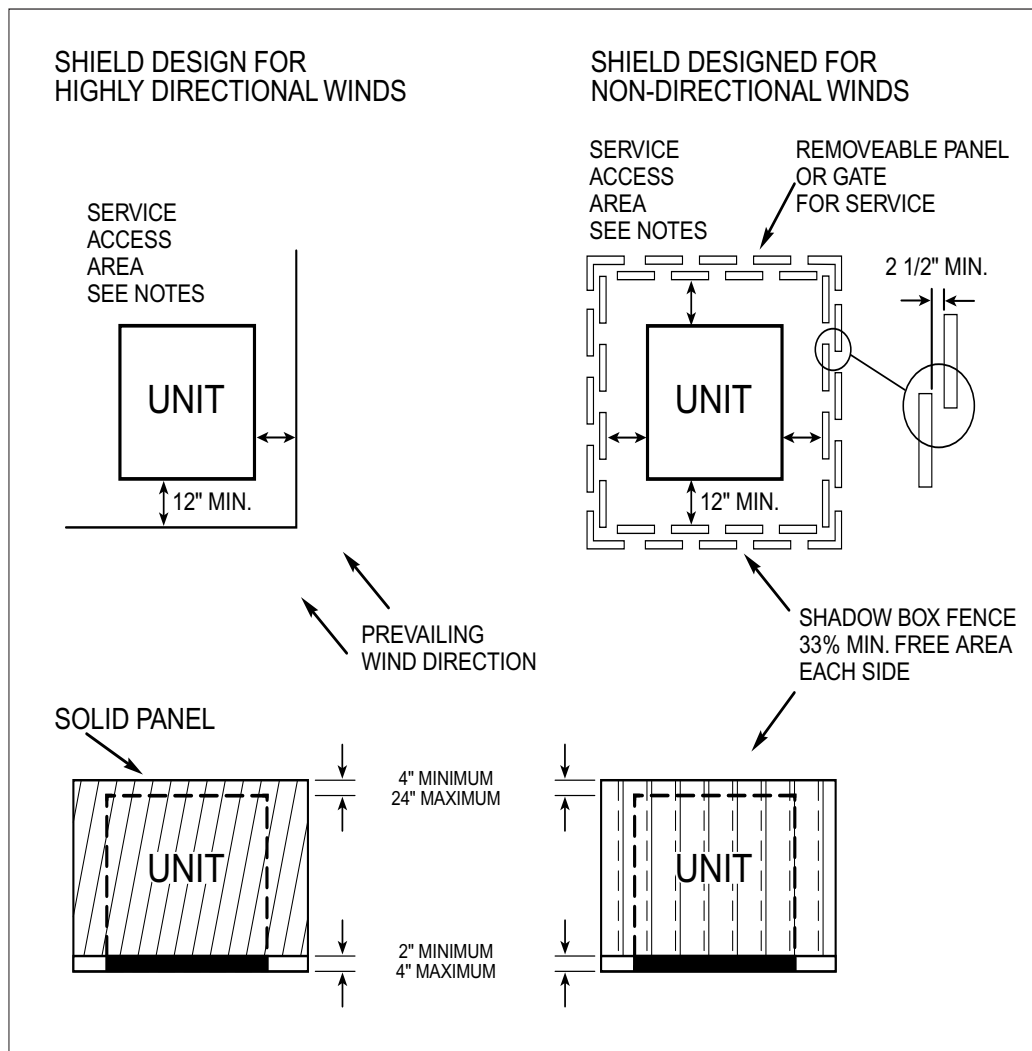 SHIELD DESIGN FOR
HIGHLY DIRECTIONAL WINDS
SERVICE
ACCESS
AREA
SEE NOTES
UNIT
12" MIN.
PREVAILING
WIND DIRECTION
SHIELD DESIGNED FOR
NON-DIRECTIONAL WINDS
SERVICE
ACCESS
AREA
SEE NOTES
REMOVEABLE PANEL
OR GATE
FOR SERVICE
2 1/2" MIN.
UNIT
12" MIN.
SHADOW BOX FENCE
33% MIN. FREE AREA
EACH SIDE
SOLID PANEL
UNIT
4" MINIMUM
24" MAXIMUM
2" MINIMUM
4" MAXIMUM
UNIT